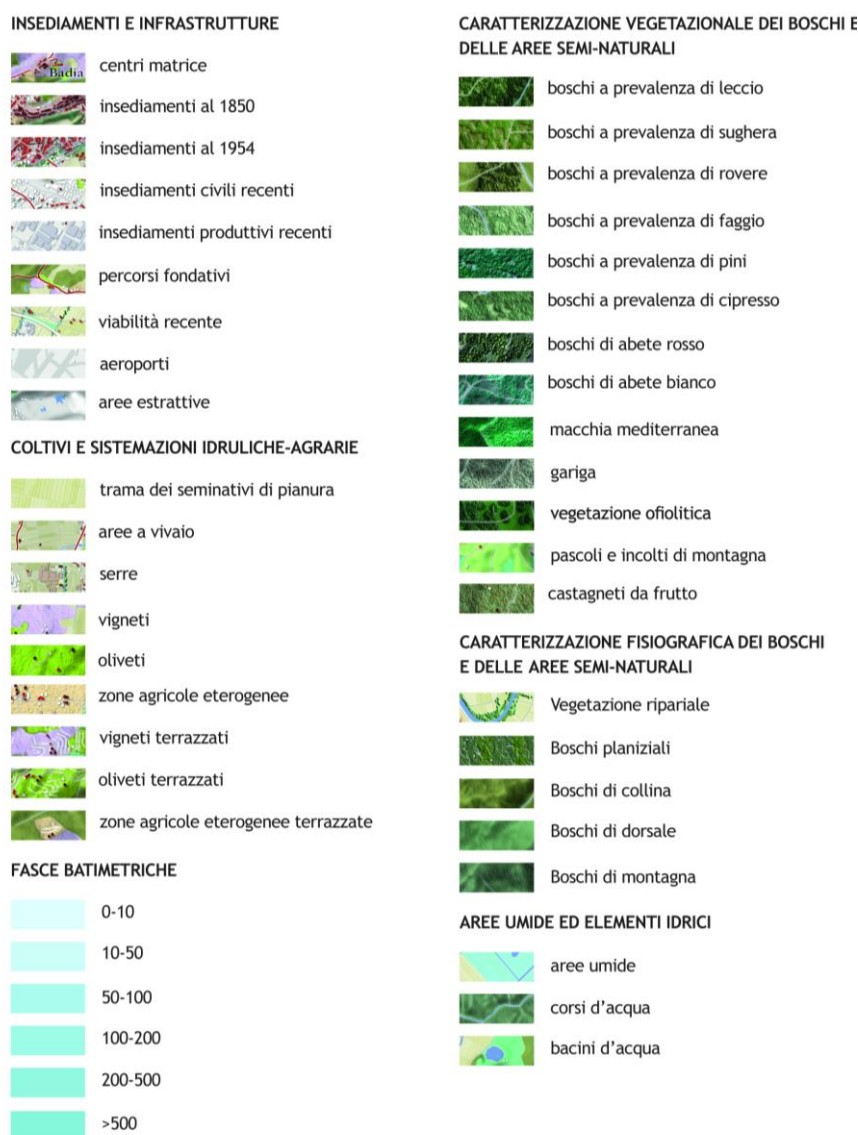 INSEDIAMENTI E INFRASTRUTTURE
Badia
centri matrice
insediamenti al 1850
insediamenti al 1954
insediamenti civili recenti
insediamenti produttivi recenti
percorsi fondativi
viabilità recente
aeroporti
aree estrattive
COLTIVI E SISTEMAZIONI IDRULICHE-AGRARIE
trama dei seminativi di pianura
aree a vivaio
serre
vigneti
oliveti
zone agricole eterogenee
vigneti terrazzati
oliveti terrazzati
zone agricole eterogenee terrazzate
FASCE BATIMETRICHE
0-10
10-50
50-100
100-200
200-500
>500
CARATTERIZZAZIONE VEGETAZIONALE DEI BOSCHI E
DELLE AREE SEMI-NATURALI
boschi a prevalenza di leccio
boschi a prevalenza di sughera
boschi a prevalenza di rovere
boschi a prevalenza di faggio
boschi a prevalenza di pini
boschi a prevalenza di cipresso
boschi di abete rosso
boschi di abete bianco
macchia mediterranea
gariga
vegetazione ofiolitica
pascoli e incolti di montagna
castagneti da frutto
CARATTERIZZAZIONE FISIOGRAFICA DEI BOSCHI
E DELLE AREE SEMI-NATURALI
Vegetazione ripariale
Boschi planiziali
Boschi di collina
Boschi di dorsale
Boschi di montagna
AREE UMIDE ED ELEMENTI IDRICI
aree umide
corsi d'acqua
bacini d'acqua